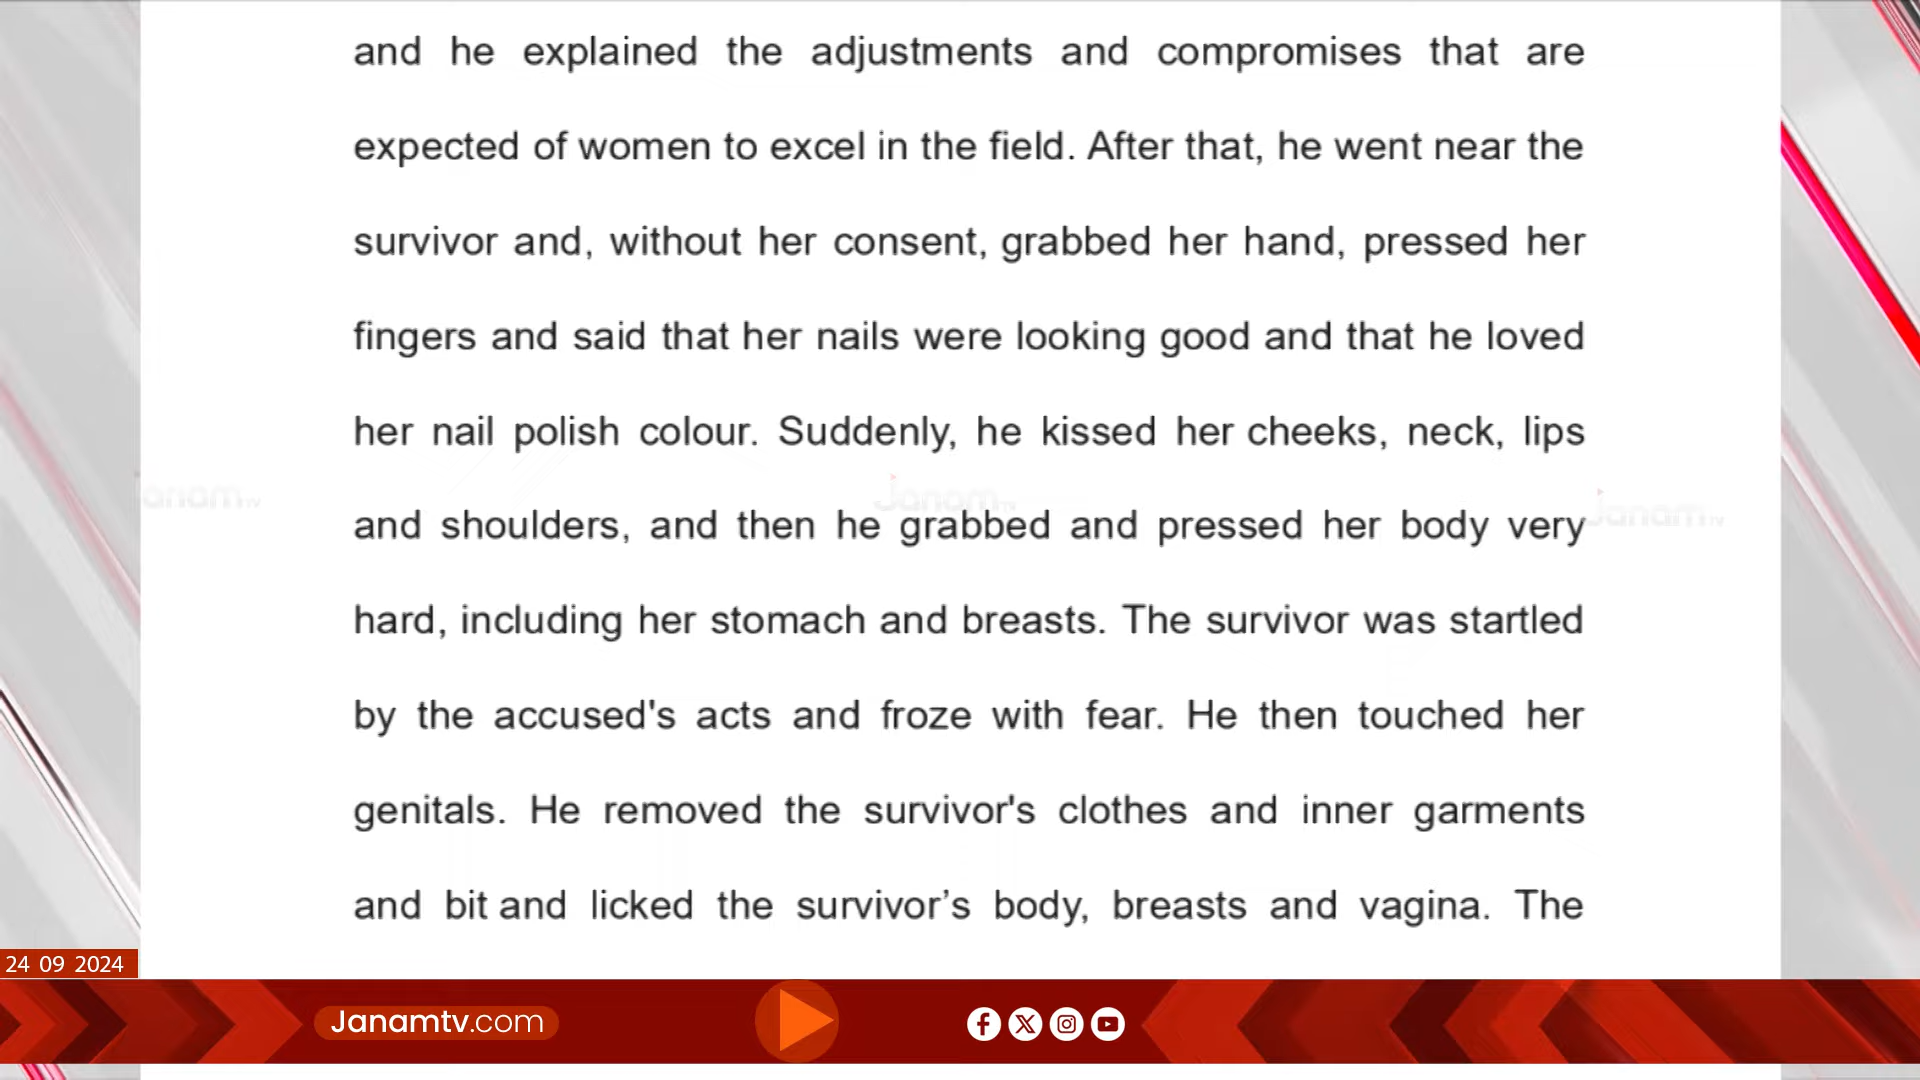 and he explained the adjustments and compromises that are
expected of women to excel in the field. After that, he went near the
survivor and, without her consent, grabbed her hand, pressed her
fingers and said that her nails were looking good and that he loved
her nail polish colour. Suddenly, he kissed her cheeks, neck, lips
anam TV
Janam TV
Janam TV
and shoulders, and then he grabbed and pressed her body very
hard, including her stomach and breasts. The survivor was startled
by the accused's acts and froze with fear. He then touched her
genitals. He removed the survivor's clothes and inner garments
and bit and licked the survivor’s body, breasts and vagina. The
24 09 2024
Janamtv.com